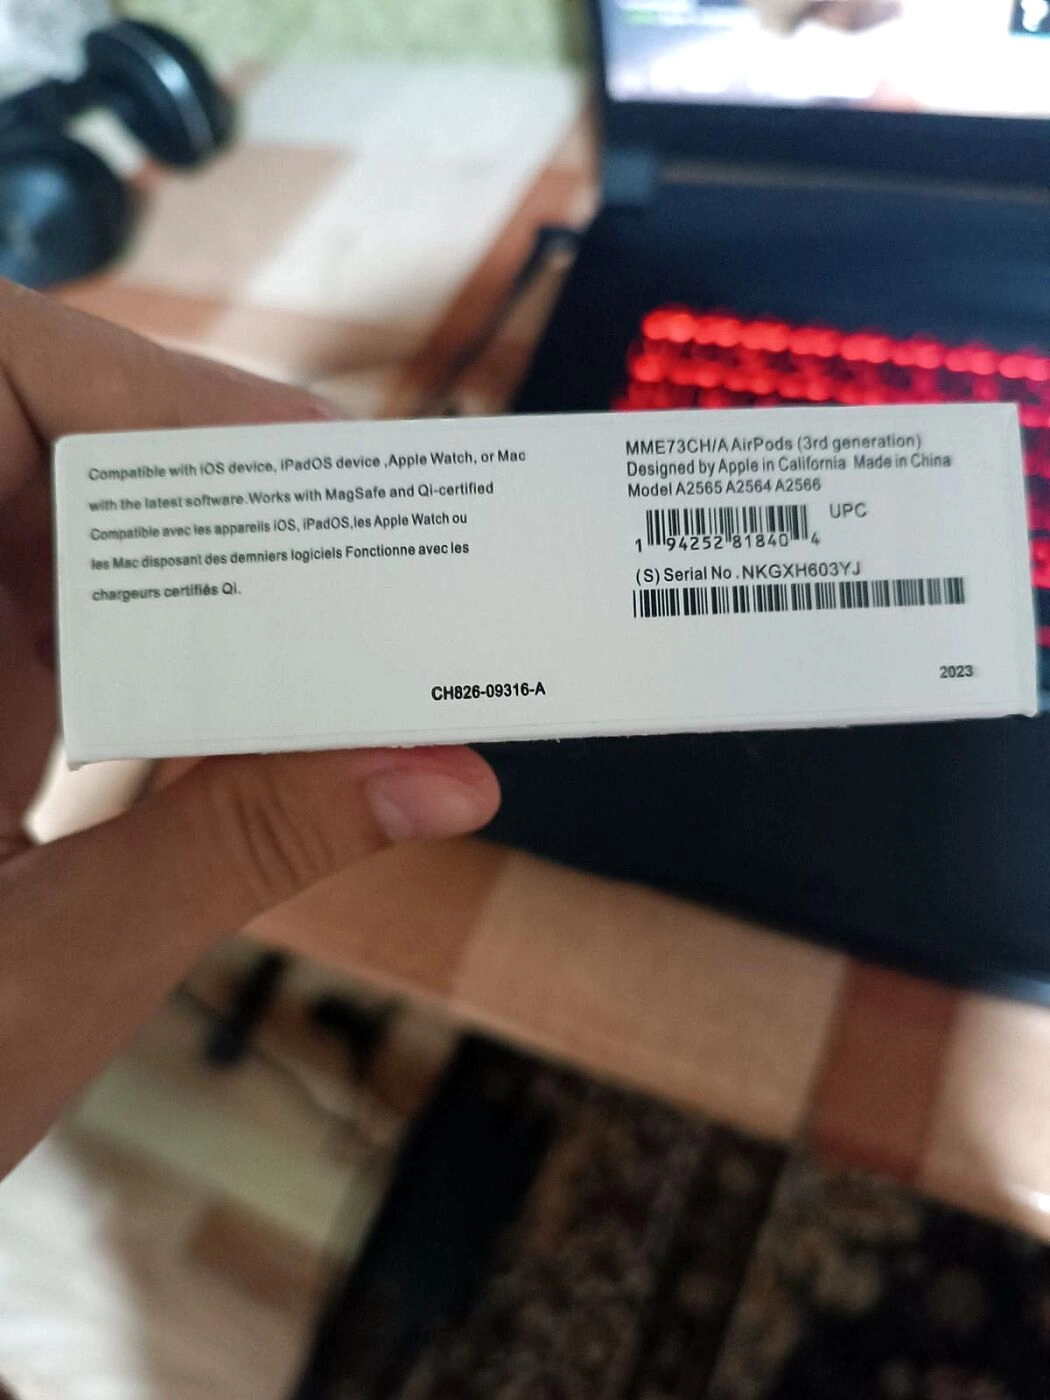 Compatible with iOS device, iPadOS device ,Apple Watch, or Mac
with the latest software.Works with MagSafe and Qi-certified
Compatible avec les appareils iOS, iPadOS,les Apple Watch ou
les Mac disposant des demniers logiciels Fonctionne avec les
chargeurs certifiés Qi.
CH826-09316-A
MME73CH/A AirPods (3rd generation)
Designed by Apple in California Made in China
Model A2565 A2564 A2566
UPC
1 94252 81840 4
(S) Serial No .NKGXH603YJ
2023